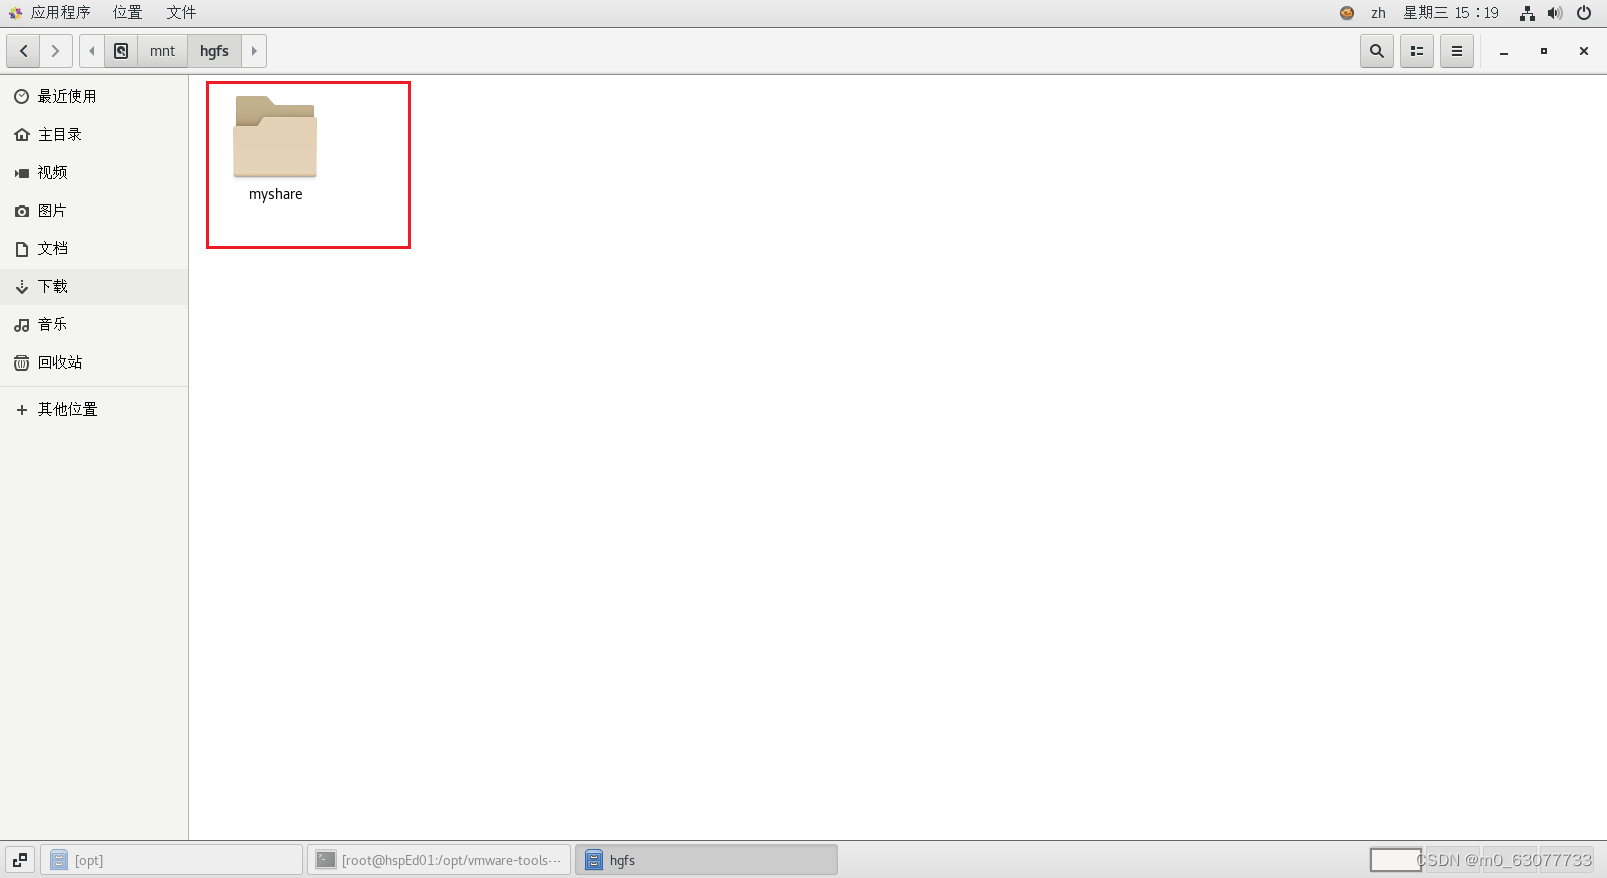 应用程序 位置 文件 zh 星期三 15：19
mnt hgfs
最近使用
主目录
视频
图片
文档
下载
音乐
回收站
其他位置
myshare
[opt] [root@hspEd01:/opt/vmware-tools-··· hgfs
CSDN @m0_63077733